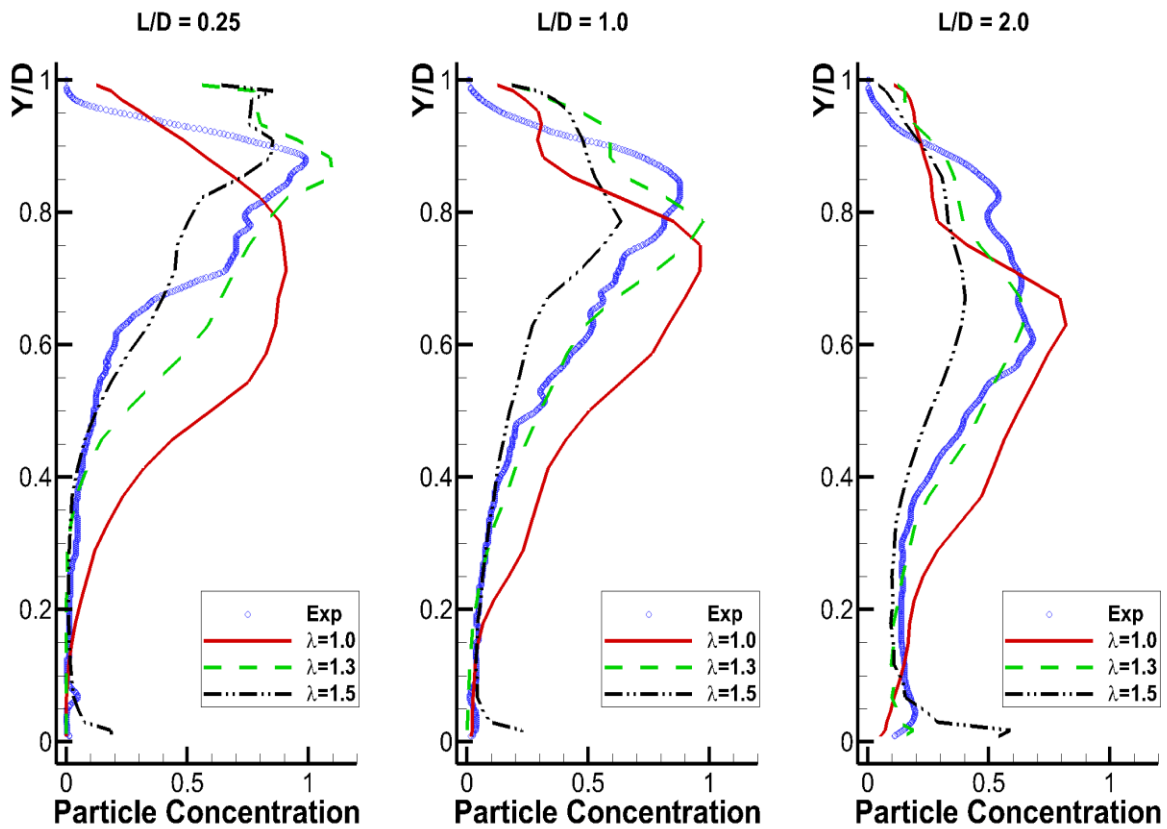 L/D = 0.25
Y/D
1
0.8
0.6
0.4
0.2
0
0
0.5
1
Particle Concentration
Exp
λ=1.0
λ=1.3
λ=1.5
L/D = 1.0
Y/D
1
0.8
0.6
0.4
0.2
0
0
0.5
1
Particle Concentration
Exp
λ=1.0
λ=1.3
λ=1.5
L/D = 2.0
Y/D
1
0.8
0.6
0.4
0.2
0
0
0.5
1
Particle Concentration
Exp
λ=1.0
λ=1.3
λ=1.5